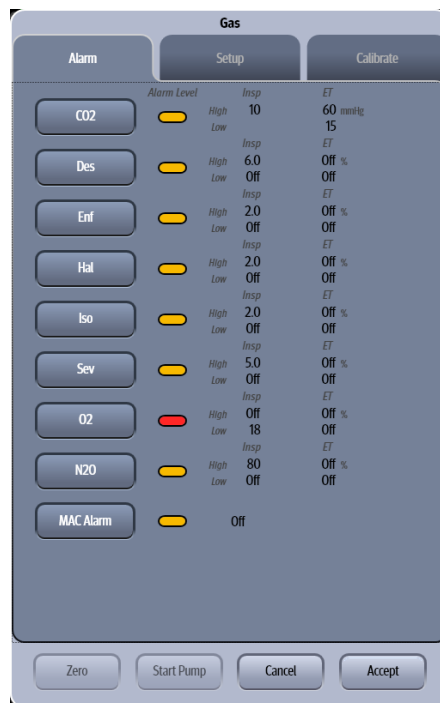 Gas
Alarm Setup Calibrate
Alarm Level Insp ET
CO2 High 10 60 mmHg
Low 15
Insp ET
Des High 6.0 Off %
Low Off Off
Insp ET
Enf High 2.0 Off %
Low Off Off
Insp ET
Hal High 2.0 Off %
Low Off Off
Insp ET
Iso High 2.0 Off %
Low Off Off
Insp ET
Sev High 5.0 Off %
Low Off Off
Insp ET
O2 High Off Off %
Low 18 Off
Insp ET
N2O High 80 Off %
Low Off Off
MAC Alarm Off
Zero Start Pump Cancel Accept